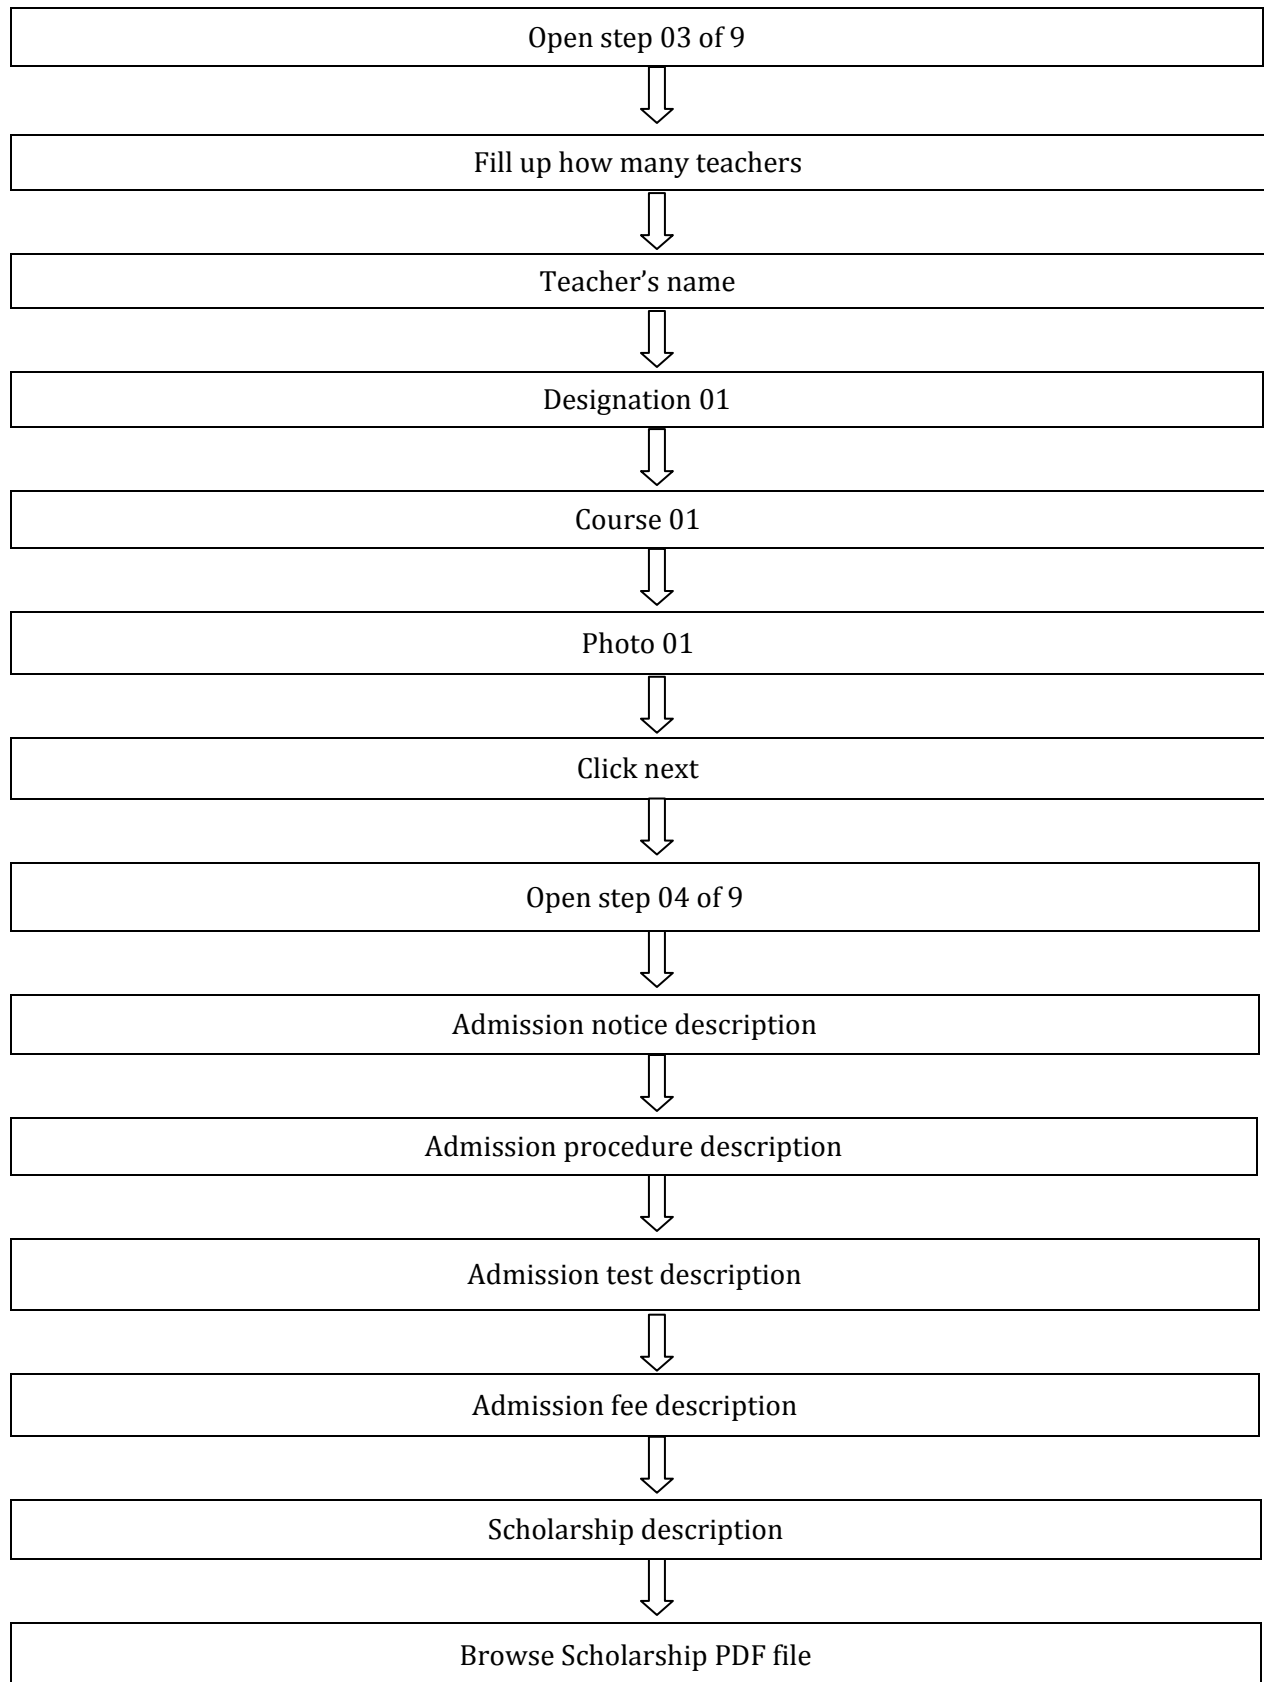 Open step 03 of 9
Fill up how many teachers
Teacher’s name
Designation 01
Course 01
Photo 01
Click next
Open step 04 of 9
Admission notice description
Admission procedure description
Admission test description
Admission fee description
Scholarship description
Browse Scholarship PDF file